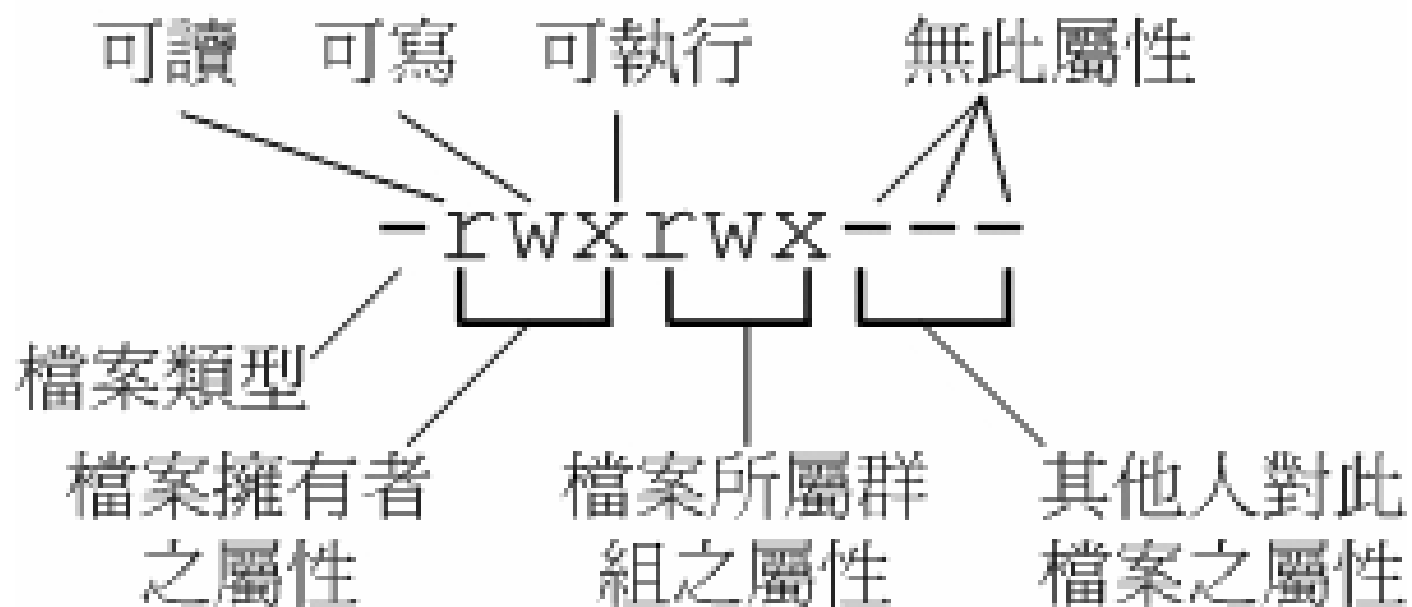 可讀 可寫 可執行 無此屬性
-rwxrwx---
檔案類型
檔案擁有者 檔案所屬群 其他人對此
之屬性 組之屬性 檔案之屬性